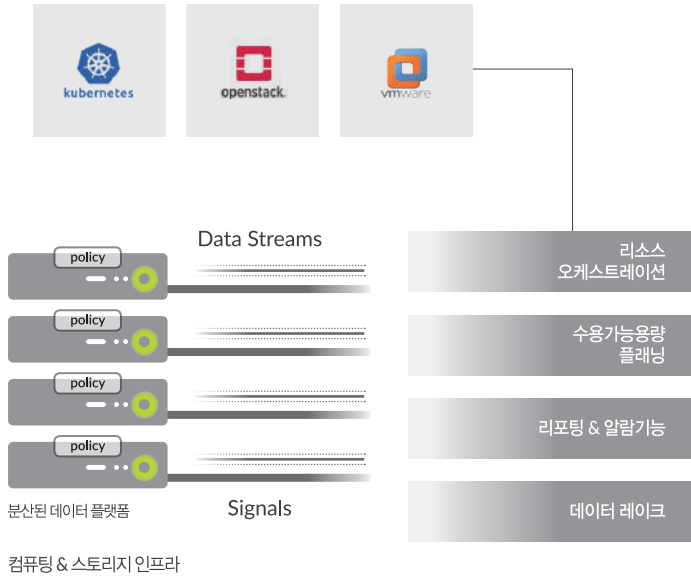 kubernetes
openstack.
vmware
Data Streams
policy
policy
policy
policy
Signals
분산된 데이터 플랫폼
컴퓨팅 & 스토리지 인프라
리소스
오케스트레이션
수용가능용량
플래닝
리포팅 & 알람기능
데이터 레이크